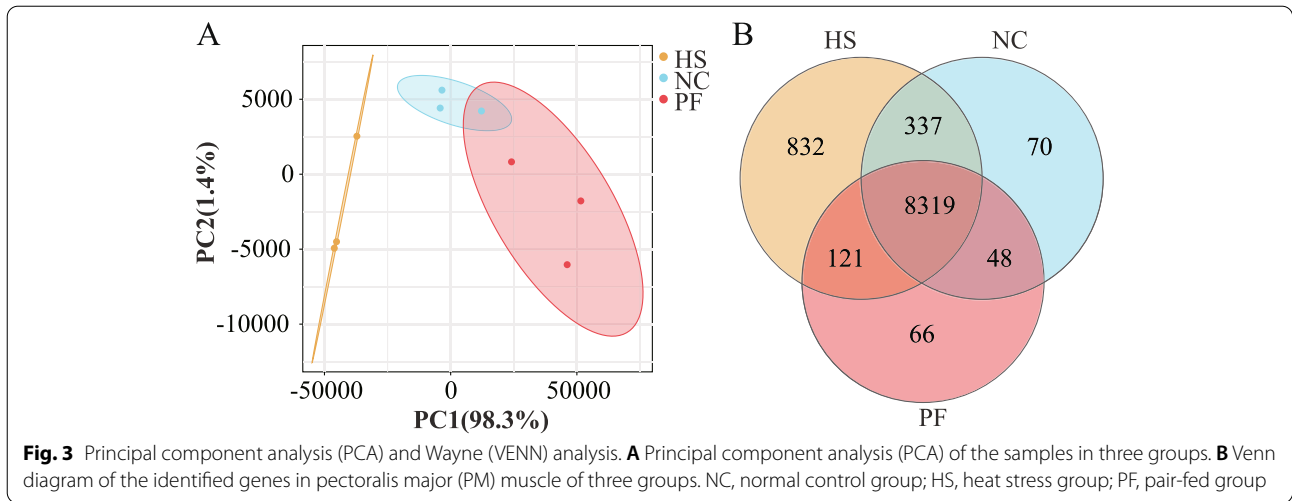 A
HS
NC
PF
5000
0
-5000
-10000
PC2(1.4%)
-50000
0
50000
PC1(98.3%)
B
HS
NC
832
337
70
8319
121
48
66
PF
Fig. 3 Principal component analysis (PCA) and Wayne (VENN) analysis. A Principal component analysis (PCA) of the samples in three groups. B Venn
diagram of the identified genes in pectoralis major (PM) muscle of three groups. NC, normal control group; HS, heat stress group; PF, pair-fed group